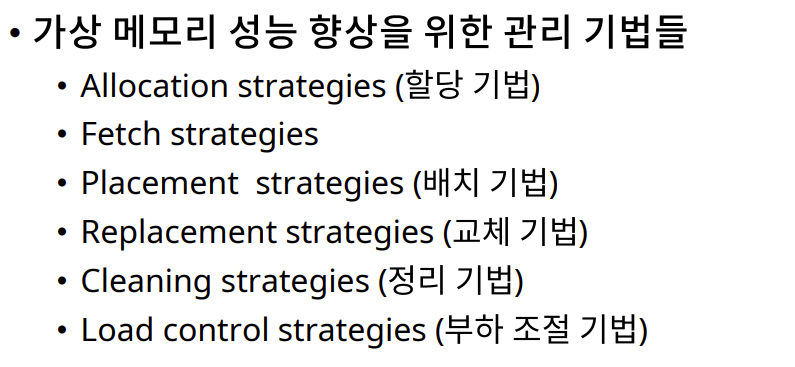 • 가상 메모리 성능 향상을 위한 관리 기법들
• Allocation strategies (할당 기법)
• Fetch strategies
• Placement  strategies (배치 기법)
• Replacement strategies (교체 기법)
• Cleaning strategies (정리 기법)
• Load control strategies (부하 조절 기법)